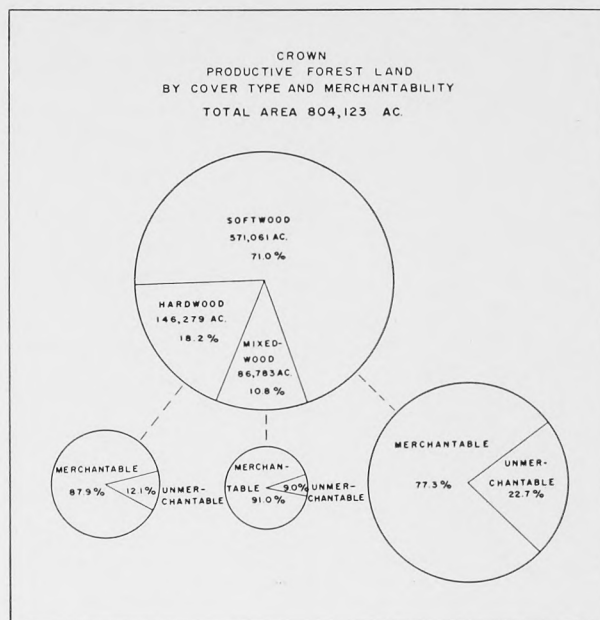 CROWN
PRODUCTIVE FOREST LAND
BY COVER TYPE AND MERCHANTABILITY
TOTAL AREA 804,123 AC.
SOFTWOOD
571,061 AC.
71.0%
HARDWOOD
146,279 AC.
18.2%
MIXED-
WOOD
86,783 AC.
10.8%
MERCHANTABLE
87.9%
12.1%
UNMER-
CHANTABLE
MERCHAN-
TABLE
91.0%
9.0%
UNMER-
CHANTABLE
MERCHANTABLE
77.3%
UNMER-
CHANTABLE
22.7%